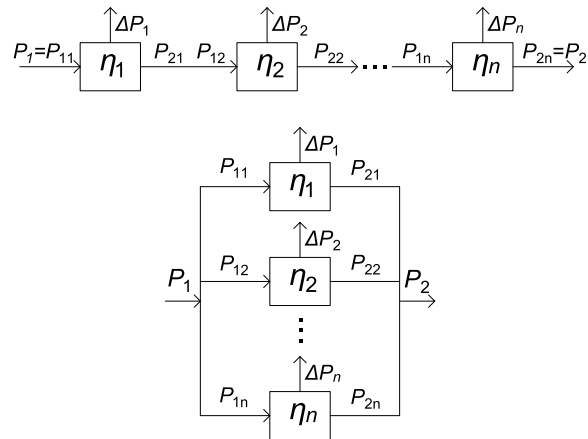 ΔP₁ ΔP₂ ΔPₙ
P₁=P₁₁ η₁ P₂₁ P₁₂ η₂ P₂₂ P₁ₙ ηₙ P₂ₙ=P₂
ΔP₁
P₁₁ η₁ P₂₁
ΔP₂
P₁₂ η₂ P₂₂
P₁ P₂
ΔPₙ
P₁ₙ ηₙ P₂ₙ